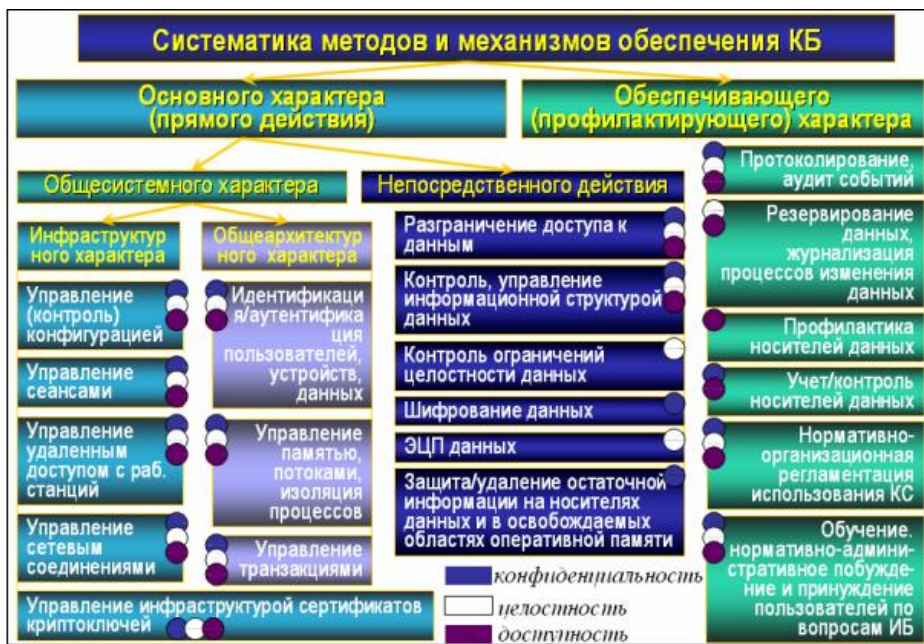 Систематика методов и механизмов обеспечения КБ
Основного характера
(прямого действия)
Обеспечивающего
(профилактирующего) характера
Общесистемного характера
Непосредственного действия
Инфраструктур
ного характера
Общеархитектур
ного характера
Управление
(контроль)
конфигурацией
Управление
сеансами
Управление
удаленным
доступом с раб.
станций
Управление
сетевым
соединениями
Идентификаци
я/аутентифика
ция
пользователей,
устройств,
данных
Управление
памятью,
потоками,
изоляция
процессов
Управление
транзакциями
Управление инфраструктурой сертификатов
криптоключей
Разграничение доступа к
данным
Контроль, управление
информационной структурой
данных
Контроль ограничений
целостности данных
Шифрование данных
ЭЦП данных
Защита/удаление остаточной
информации на носителях
данных и в освобождаемых
областях оперативной памяти
Протоколирование,
аудит событий
Резервирование
данных,
журнализация
процессов изменения
данных
Профилактика
носителей данных
Учет/контроль
носителей данных
Нормативно-
организационная
регламентация
использования КС
Обучение.
нормативно-админи-
стративное побужде-
ние и принуждение
пользователей по
вопросам ИБ
конфиденциальность
целостность
доступность